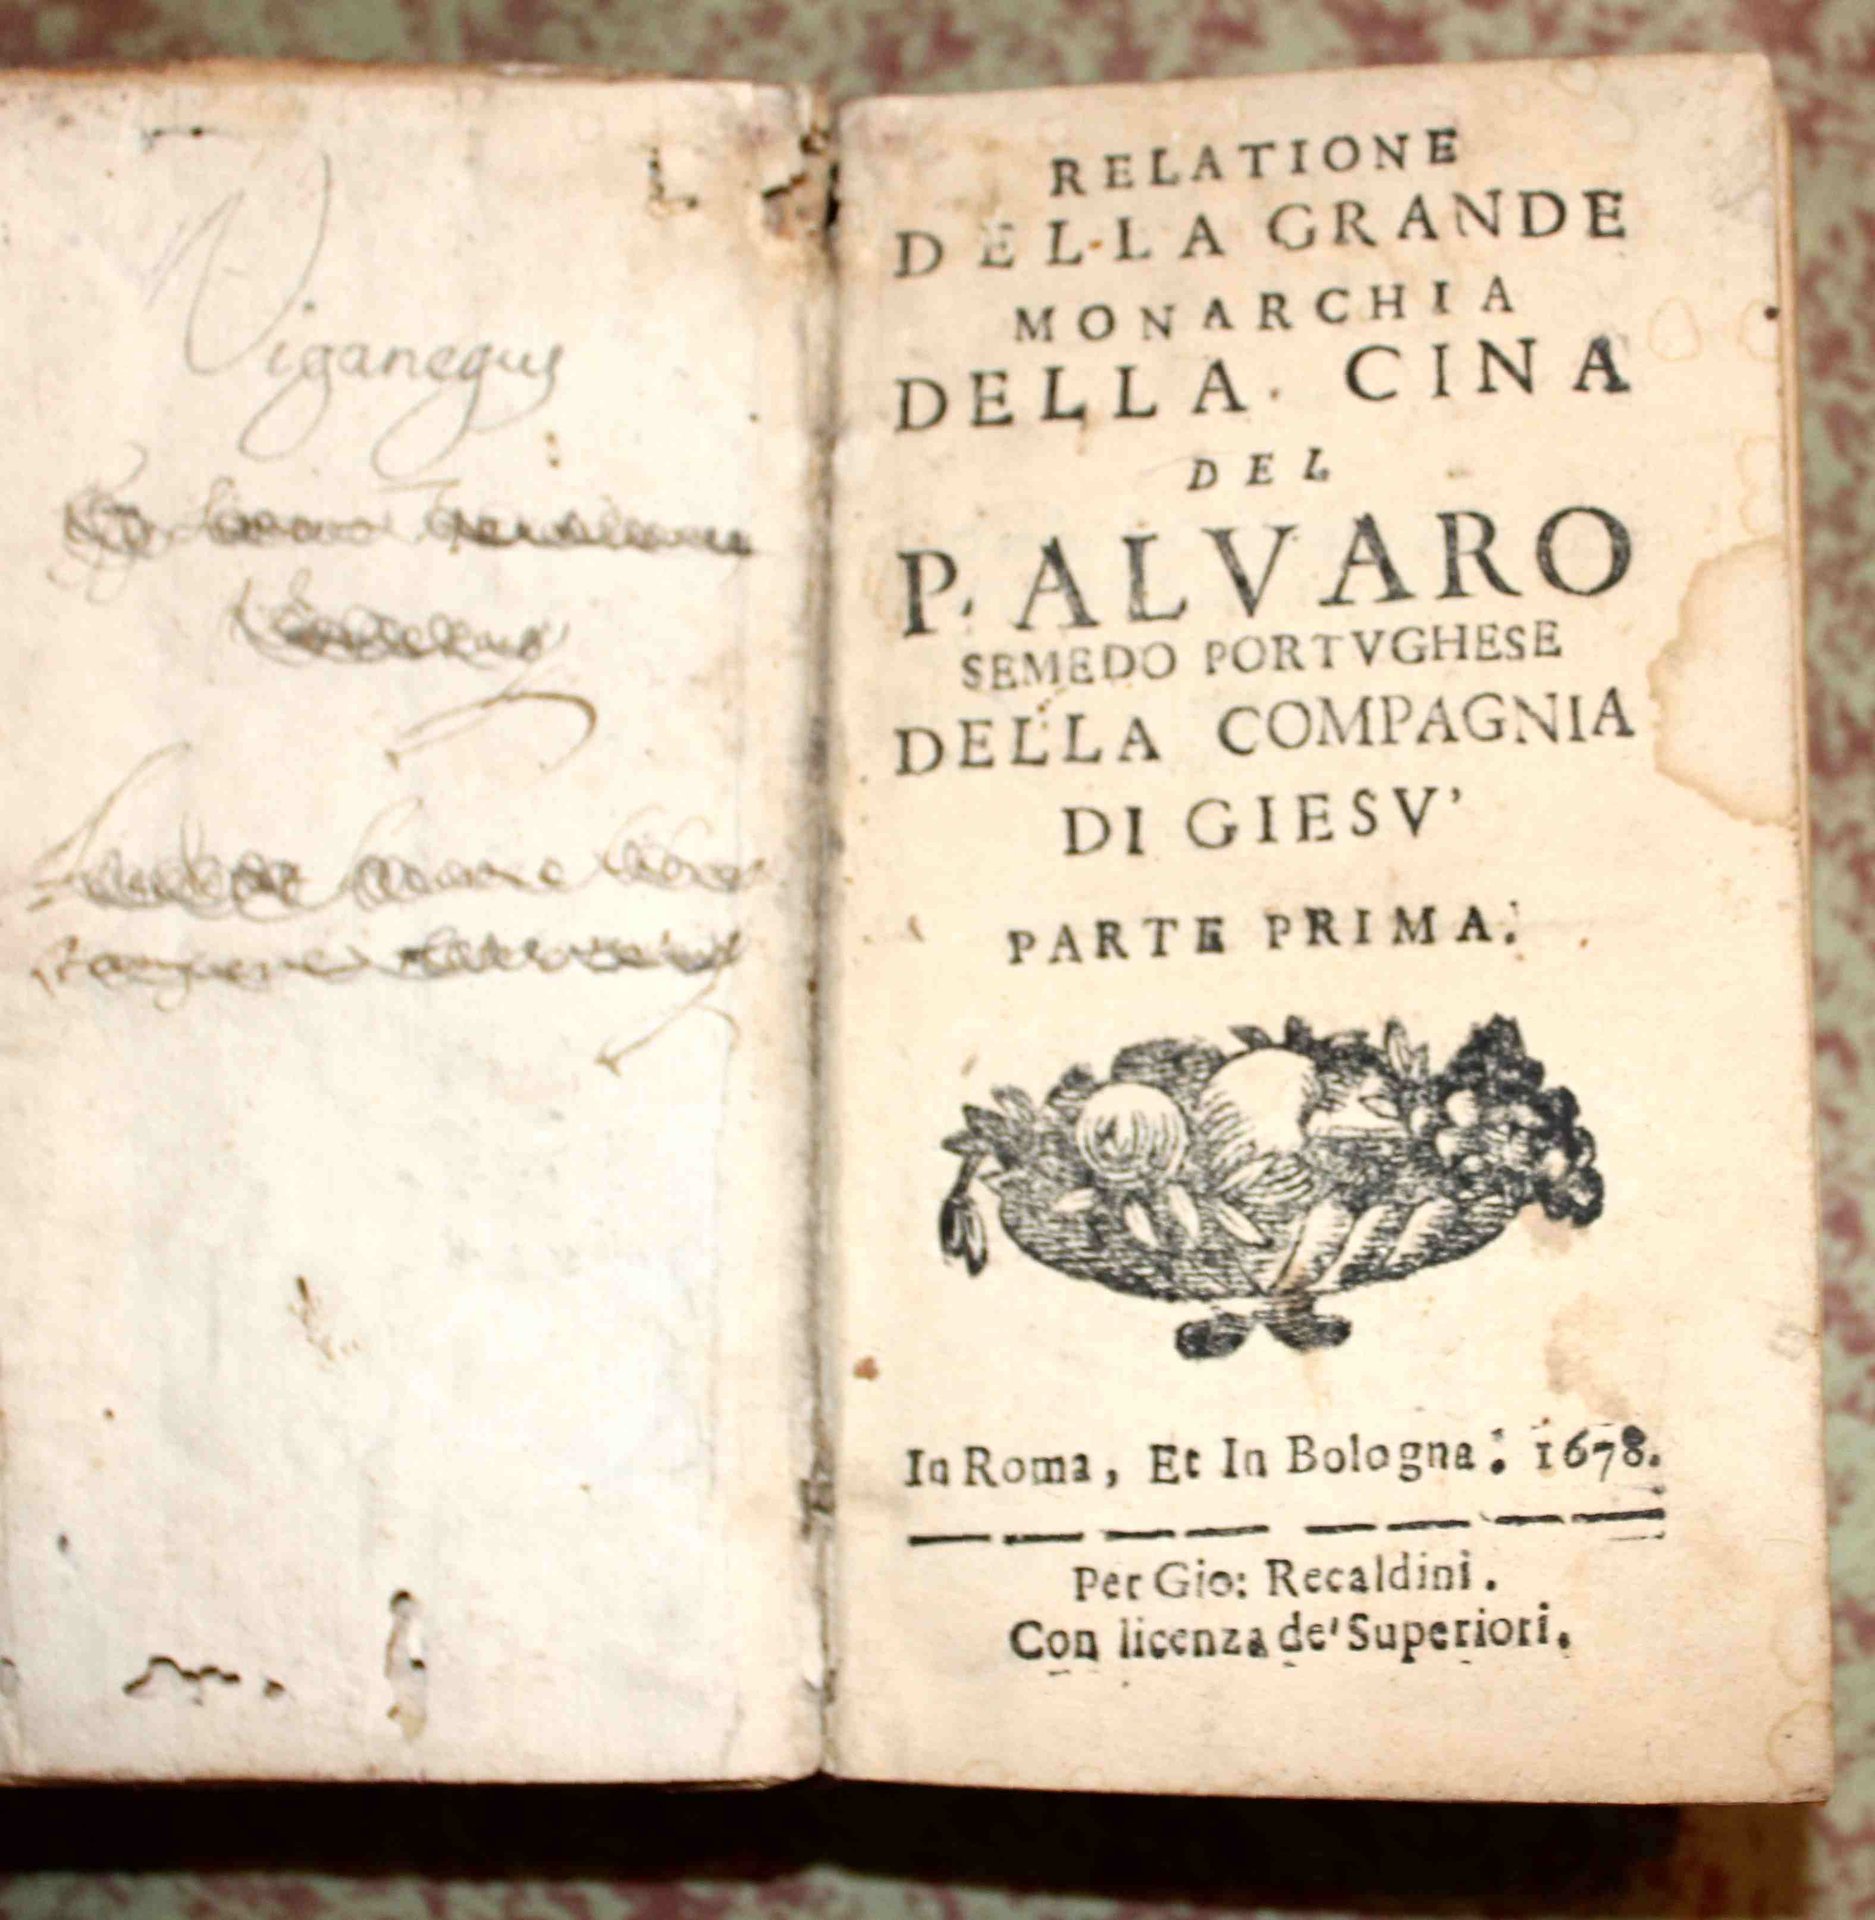 Viganegus
RELATIONE
DELLA GRANDE
MONARCHIA
DELLA CINA
DEL
P. ALVARO
SEMEDO PORTVGHESE
DELLA COMPAGNIA
DI GIESV'
PARTE PRIMA.
In Roma, Et In Bologna: 1678.
Per Gio: Recaldini.
Con licenza de' Superiori.